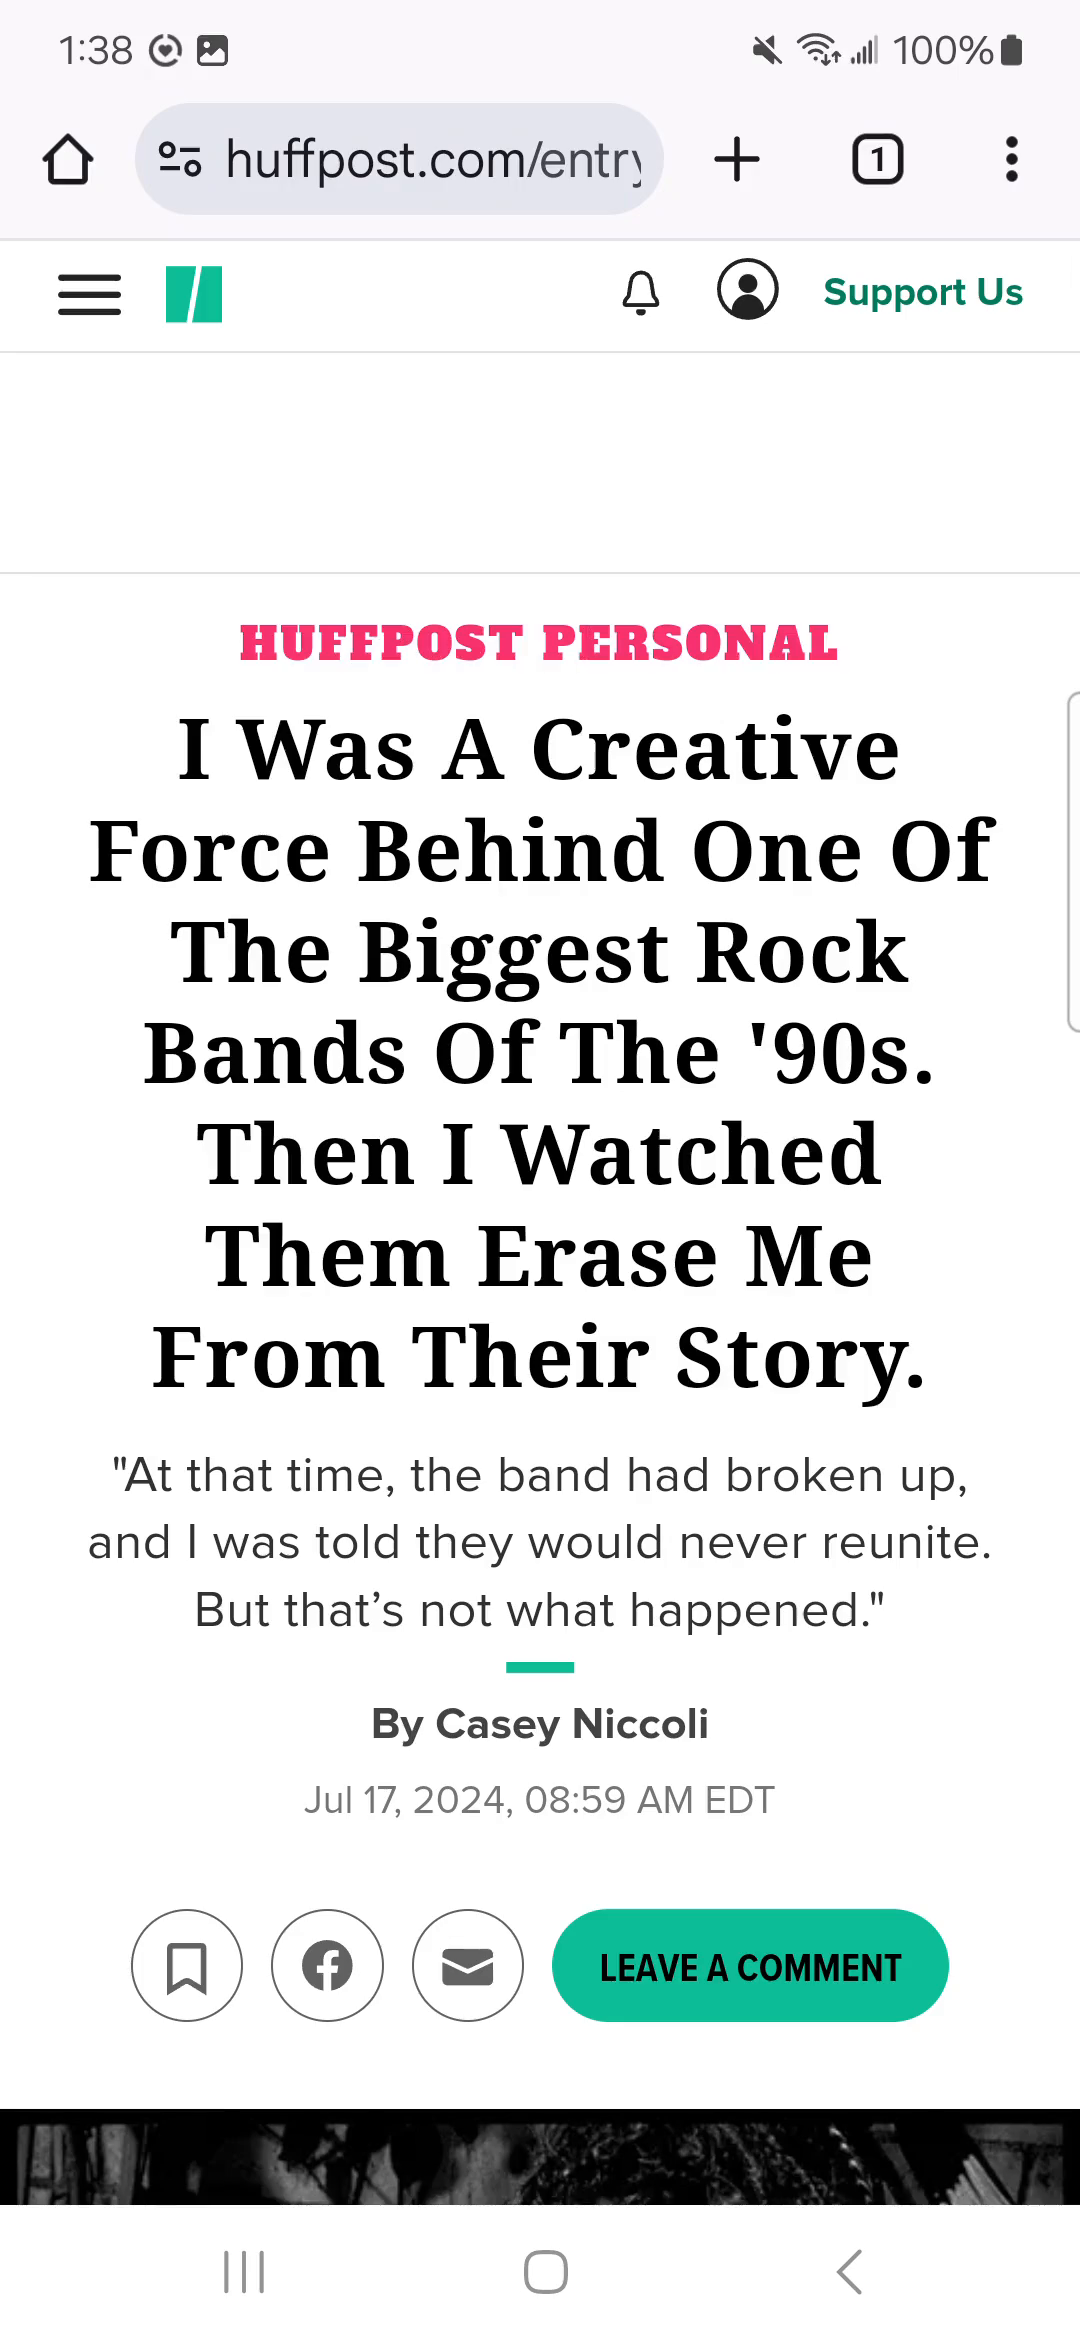 1:38
100%
huffpost.com/entry
1
Support Us
HUFFPOST PERSONAL
I Was A Creative
Force Behind One Of
The Biggest Rock
Bands Of The '90s.
Then I Watched
Them Erase Me
From Their Story.
"At that time, the band had broken up,
and I was told they would never reunite.
But that’s not what happened."
By Casey Niccoli
Jul 17, 2024, 08:59 AM EDT
LEAVE A COMMENT